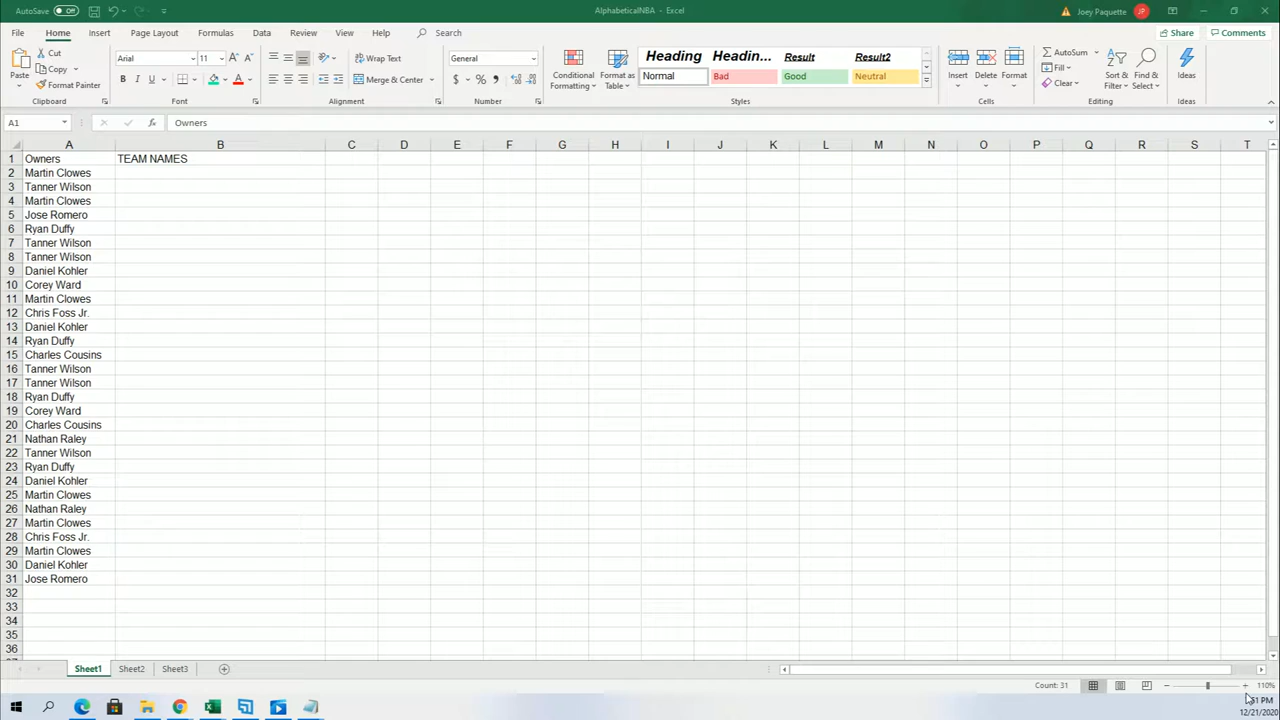 AutoSave Off AlphabeticalNBA - Excel Joey Paquette JP
File Home Insert Page Layout Formulas Data Review View Help Search Share Comments
Paste Cut Copy Format Painter Clipboard
Arial 11 B I U A Font
Wrap Text Merge & Center Alignment
General $ % Number
Conditional Formatting Format as Table
Heading Headin... Result Result2
Normal Bad Good Neutral
Styles
Insert Delete Format Cells
AutoSum Fill Clear Sort & Filter Find & Select Editing
Ideas Ideas
A1 fx Owners
A B C D E F G H I J K L M N O P Q R S T
1 Owners TEAM NAMES
2 Martin Clowes
3 Tanner Wilson
4 Martin Clowes
5 Jose Romero
6 Ryan Duffy
7 Tanner Wilson
8 Tanner Wilson
9 Daniel Kohler
10 Corey Ward
11 Martin Clowes
12 Chris Foss Jr.
13 Daniel Kohler
14 Ryan Duffy
15 Charles Cousins
16 Tanner Wilson
17 Tanner Wilson
18 Ryan Duffy
19 Corey Ward
20 Charles Cousins
21 Nathan Raley
22 Tanner Wilson
23 Ryan Duffy
24 Daniel Kohler
25 Martin Clowes
26 Nathan Raley
27 Martin Clowes
28 Chris Foss Jr.
29 Martin Clowes
30 Daniel Kohler
31 Jose Romero
32
33
34
35
36
Sheet1 Sheet2 Sheet3
Count: 31 110%
12/21/2020